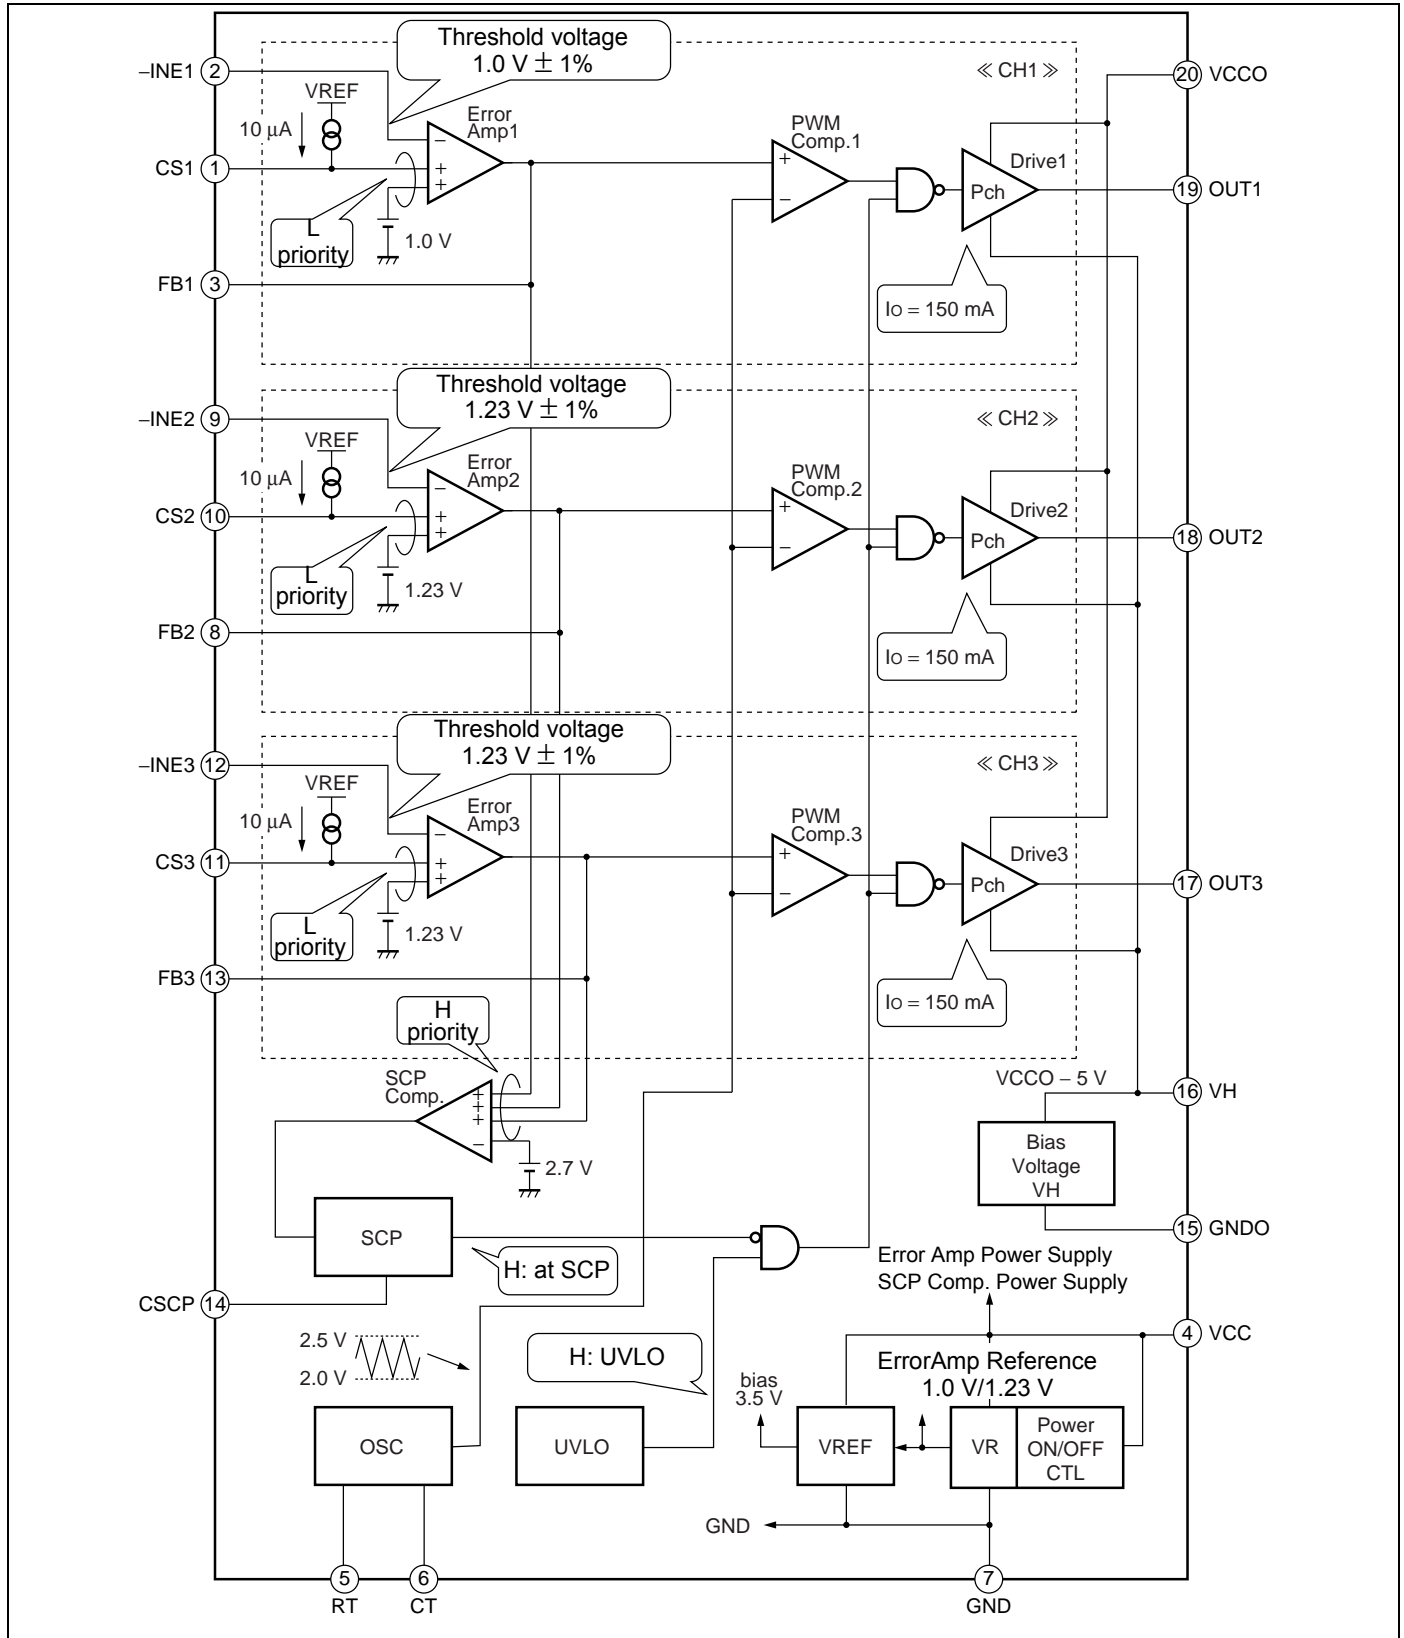 Threshold voltage
1.0 V ± 1%
≪ CH1 ≫
–INE1 2
20 VCCO
VREF
10 µA
Error
Amp1
PWM
Comp.1
Drive1
CS1 1
−
+
+
+
−
Pch
19 OUT1
L
priority
1.0 V
FB1 3
IO = 150 mA
Threshold voltage
1.23 V ± 1%
≪ CH2 ≫
–INE2 9
VREF
10 µA
Error
Amp2
PWM
Comp.2
Drive2
CS2 10
−
+
+
+
−
Pch
18 OUT2
L
priority
1.23 V
FB2 8
IO = 150 mA
Threshold voltage
1.23 V ± 1%
≪ CH3 ≫
–INE3 12
VREF
10 µA
Error
Amp3
PWM
Comp.3
Drive3
CS3 11
−
+
+
+
−
Pch
17 OUT3
L
priority
1.23 V
FB3 13
IO = 150 mA
H
priority
SCP
Comp.
+
+
+
−
2.7 V
VCCO – 5 V
16 VH
Bias
Voltage
VH
15 GNDO
SCP
H: at SCP
CSCP 14
Error Amp Power Supply
SCP Comp. Power Supply
4 VCC
2.5 V
2.0 V
H: UVLO
ErrorAmp Reference
1.0 V/1.23 V
bias
3.5 V
OSC
UVLO
VREF
VR
Power
ON/OFF
CTL
GND
5
RT
6
CT
7
GND